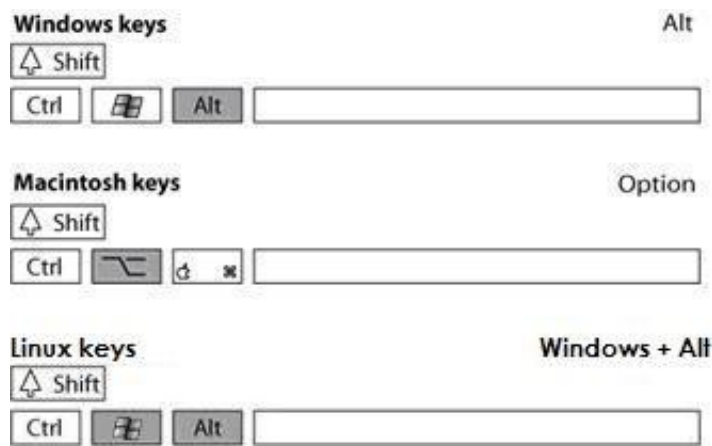 Windows keys Alt
Shift
Ctrl Alt
Macintosh keys Option
Shift
Ctrl ⌥ ⌘
Linux keys Windows + Alt
Shift
Ctrl Alt